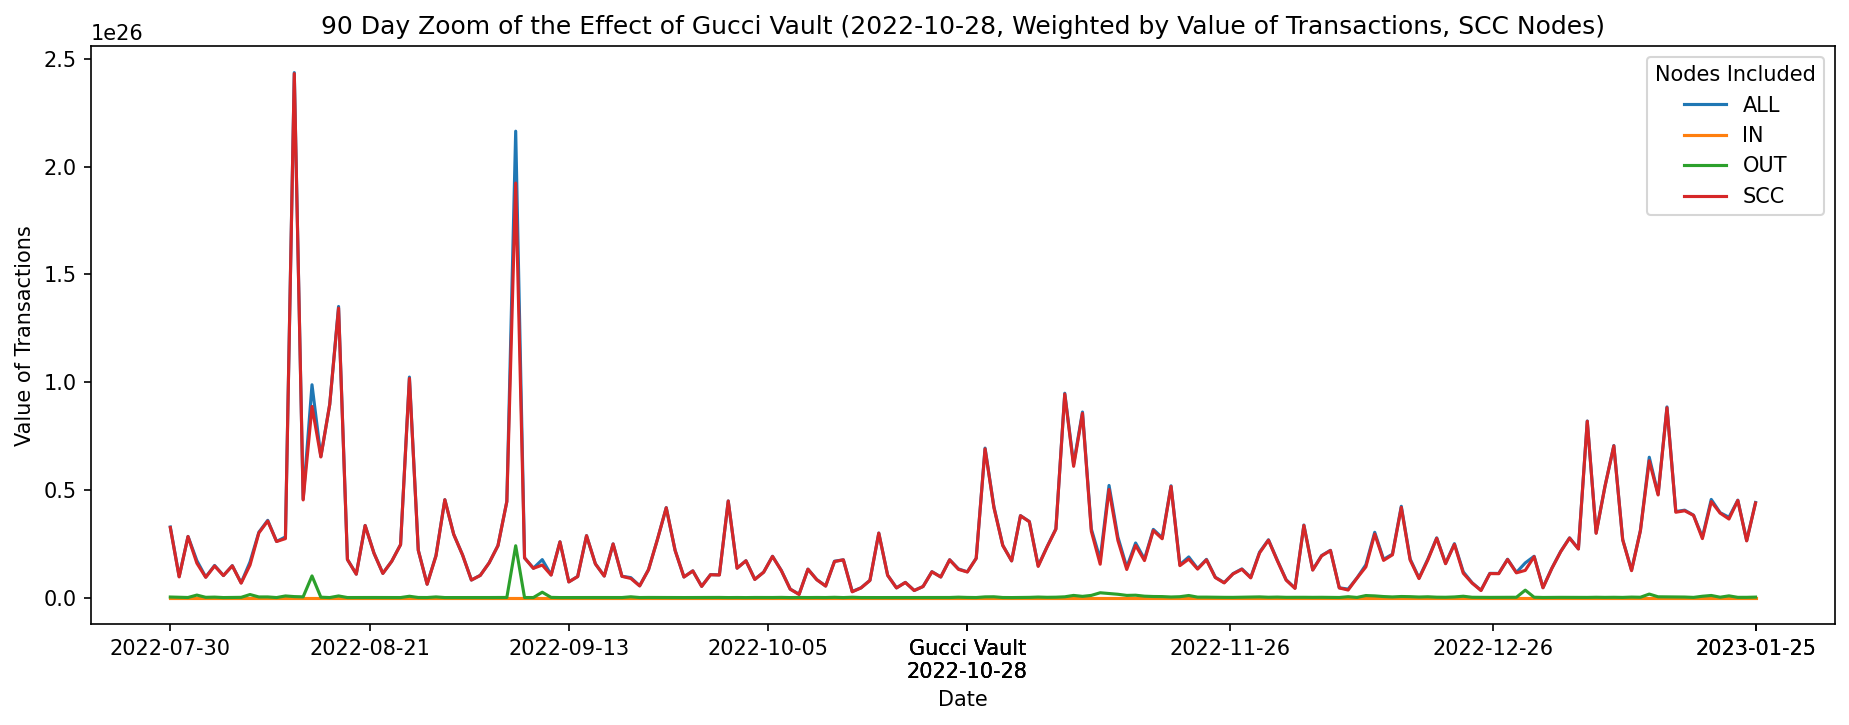 90 Day Zoom of the Effect of Gucci Vault (2022-10-28, Weighted by Value of Transactions, SCC Nodes)
1e26
2.5
2.0
1.5
1.0
0.5
0.0
Value of Transactions
Nodes Included
ALL
IN
OUT
SCC
2022-07-30
2022-08-21
2022-09-13
2022-10-05
Gucci Vault
2022-10-28
2022-11-26
2022-12-26
2023-01-25
Date